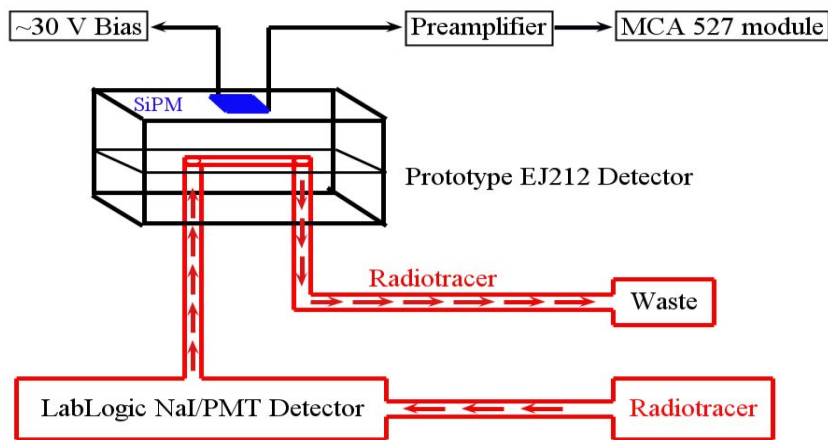 ~30 V Bias
Preamplifier
MCA 527 module
SiPM
Prototype EJ212 Detector
Radiotracer
Waste
LabLogic NaI/PMT Detector
Radiotracer